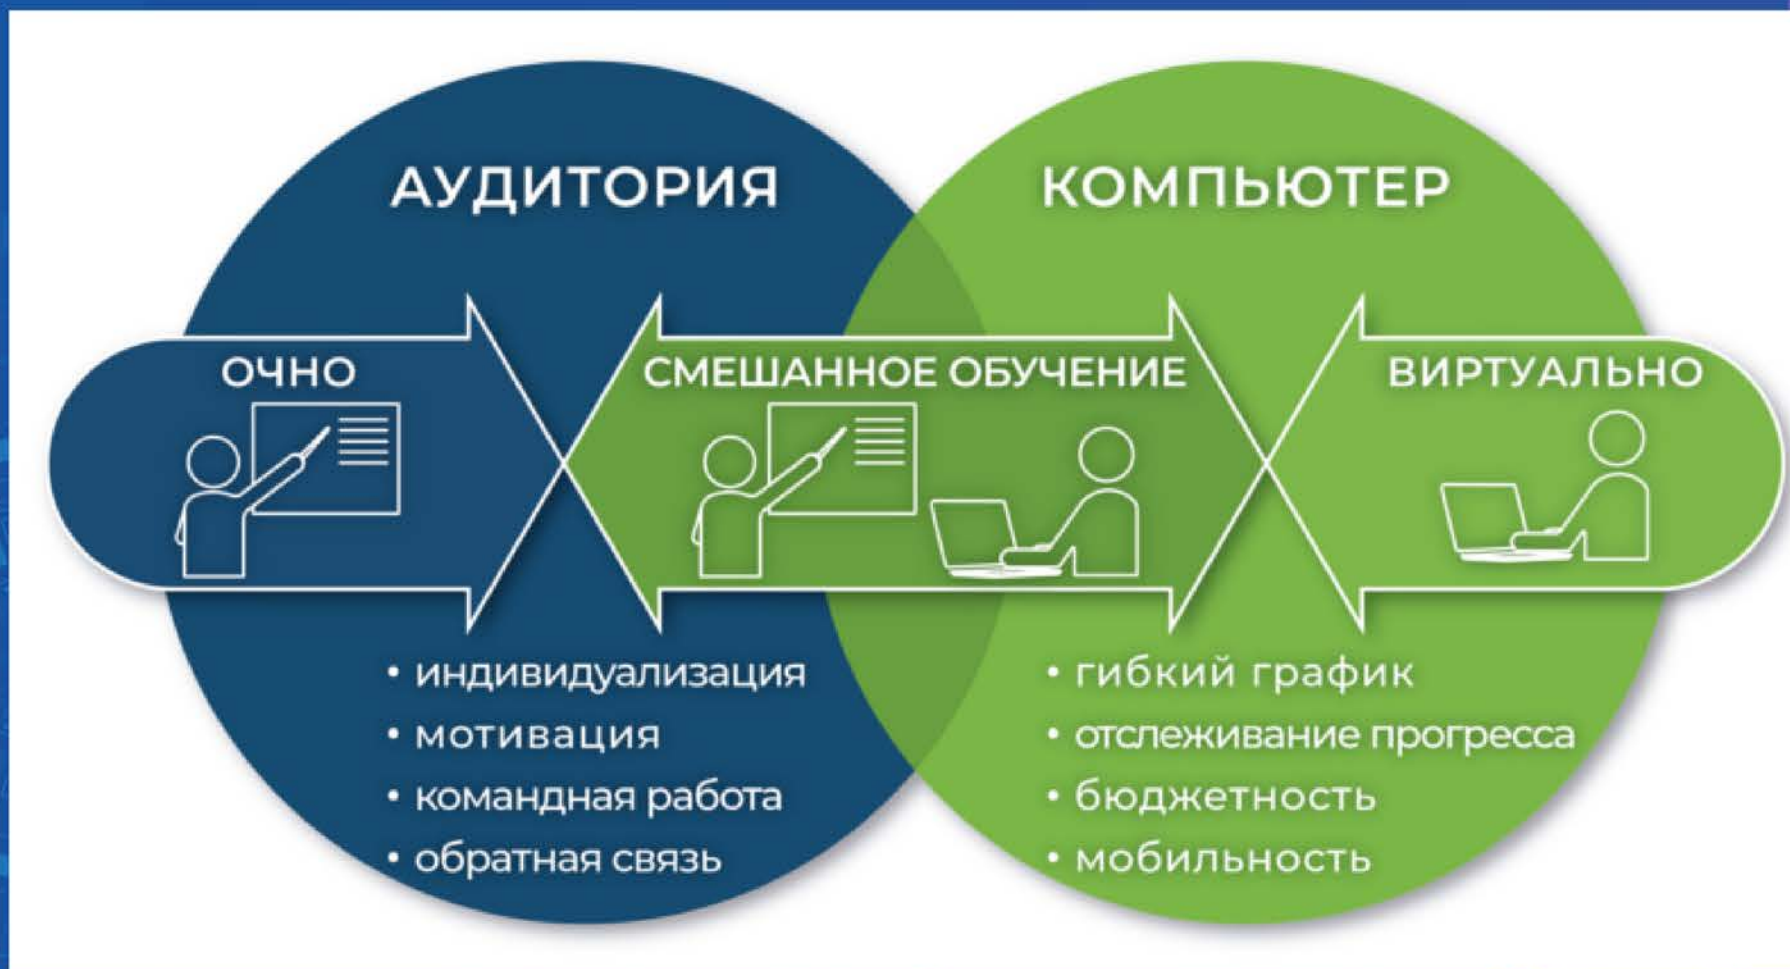 АУДИТОРИЯ
КОМПЬЮТЕР
ОЧНО
СМЕШАННОЕ ОБУЧЕНИЕ
ВИРТУАЛЬНО
• индивидуализация
• мотивация
• командная работа
• обратная связь
• гибкий график
• отслеживание прогресса
• бюджетность
• мобильность